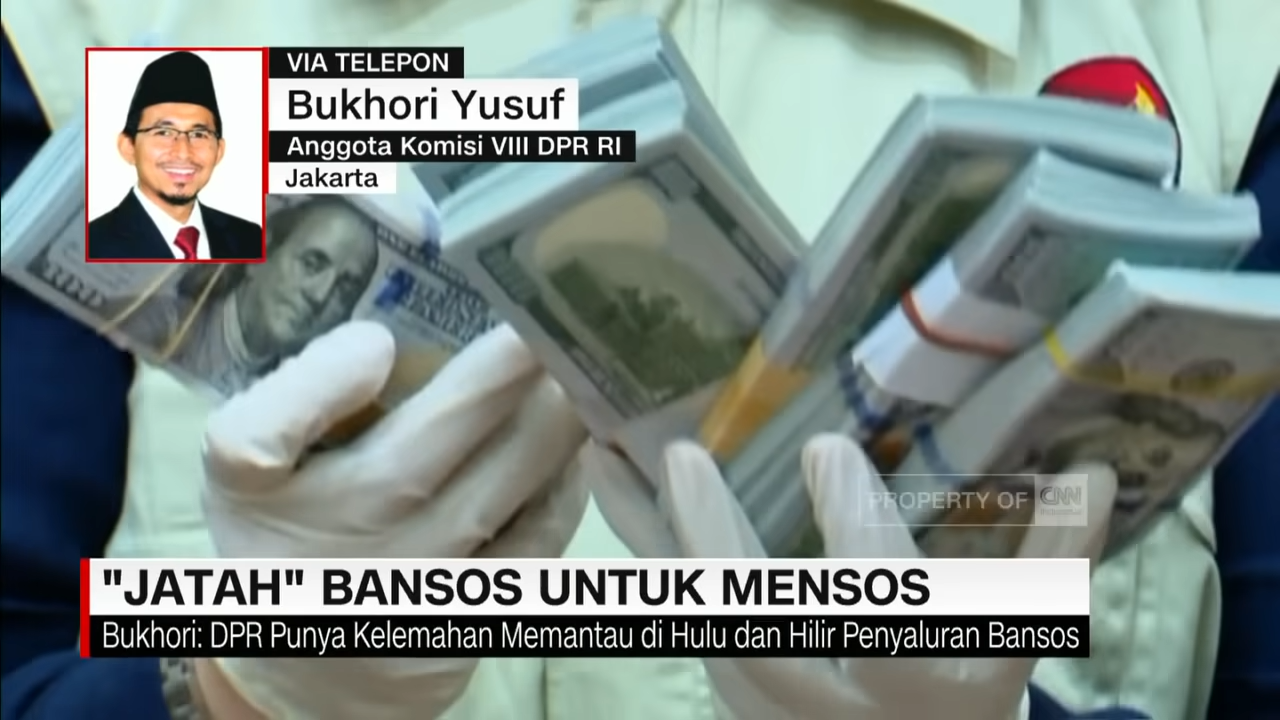 VIA TELEPON
Bukhori Yusuf
Anggota Komisi VIII DPR RI
Jakarta
100
PROPERTY OF CNN
"JATAH" BANSOS UNTUK MENSOS
Bukhori: DPR Punya Kelemahan Memantau di Hulu dan Hilir Penyaluran Bansos